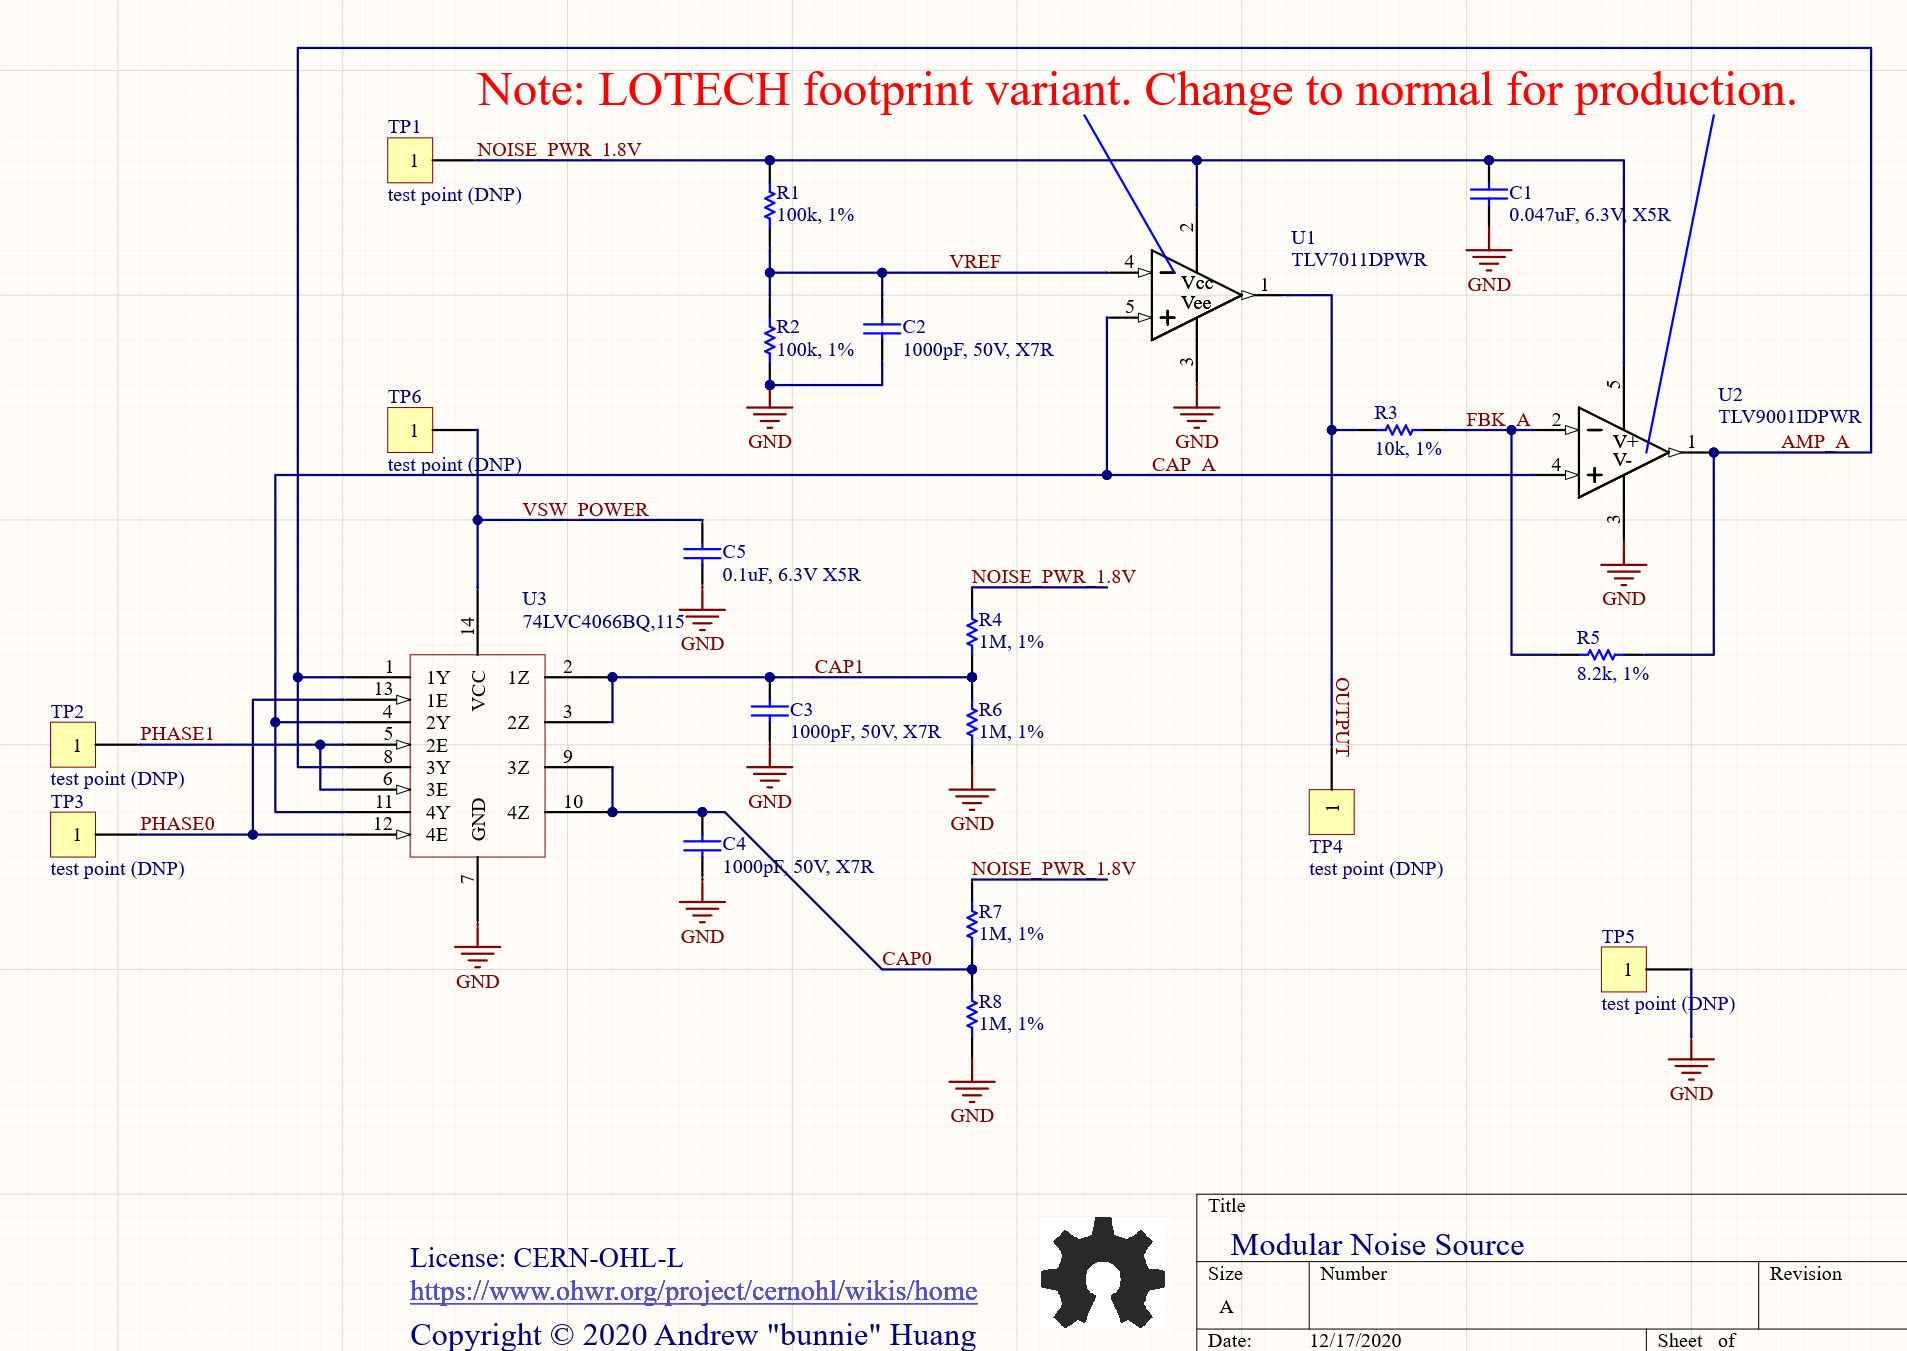 Note: LOTECH footprint variant. Change to normal for production.
TP1
1
NOISE_PWR_1.8V
test point (DNP)
R1
100k, 1%
C1
0.047uF, 6.3V, X5R
GND
2
U1
TLV7011DPWR
VREF
4
Vcc
Vee
1
5
3
GND
R2
100k, 1%
C2
1000pF, 50V, X7R
GND
TP6
1
test point (DNP)
5
U2
TLV9001IDPWR
R3
10k, 1%
FBK_A
2
V+
V-
1
AMP_A
CAP_A
4
3
GND
VSW_POWER
C5
0.1uF, 6.3V X5R
GND
U3
74LVC4066BQ,115
14
NOISE_PWR_1.8V
R4
1M, 1%
R5
8.2k, 1%
1
1Y
VCC
1Z
2
CAP1
13
1E
4
2Y
2Z
3
C3
1000pF, 50V, X7R
GND
R6
1M, 1%
GND
OUTPUT
TP2
1
PHASE1
test point (DNP)
5
2E
8
3Y
3Z
9
6
3E
TP3
1
PHASE0
test point (DNP)
11
4Y
GND
4Z
10
12
4E
7
GND
C4
1000pF, 50V, X7R
GND
1
TP4
test point (DNP)
NOISE_PWR_1.8V
R7
1M, 1%
CAP0
R8
1M, 1%
GND
TP5
1
test point (DNP)
GND
License: CERN-OHL-L
https://www.ohwr.org/project/cernohl/wikis/home
Copyright © 2020 Andrew "bunnie" Huang
Title
Modular Noise Source
Size
A
Number
Revision
Date:
12/17/2020
Sheet of